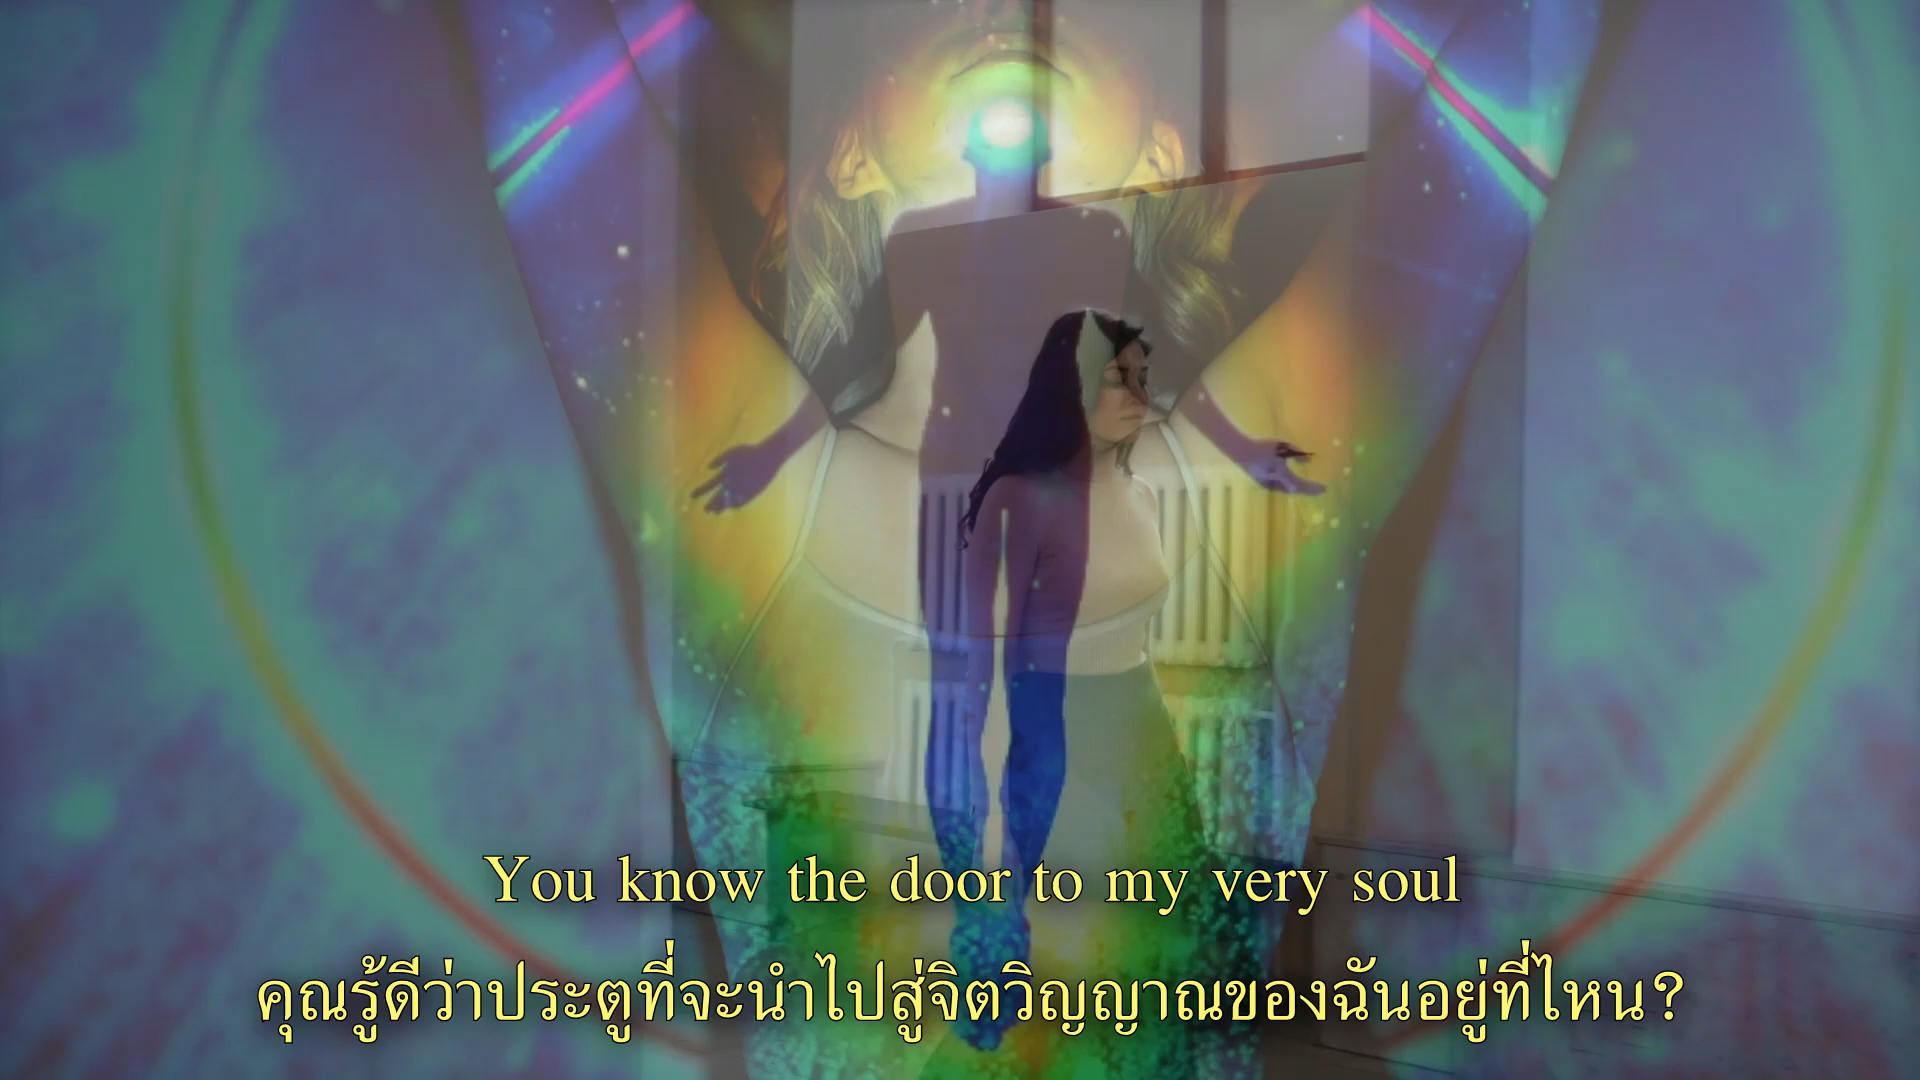 You know the door to my very soul
คุณรู้ดีว่าประตูที่จะนำไปสู่จิตวิญญาณของฉันอยู่ที่ไหน?